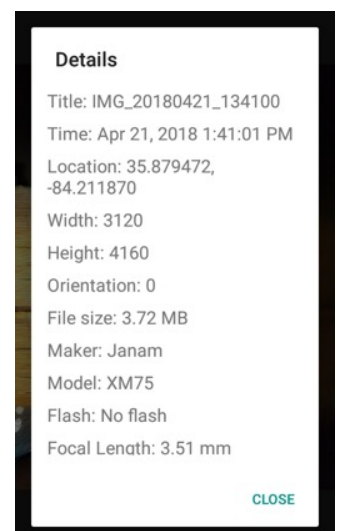 Details
Title: IMG_20180421_134100
Time: Apr 21, 2018 1:41:01 PM
Location: 35.879472,
-84.211870
Width: 3120
Height: 4160
Orientation: 0
File size: 3.72 MB
Maker: Janam
Model: XM75
Flash: No flash
Focal Length: 3.51 mm
CLOSE